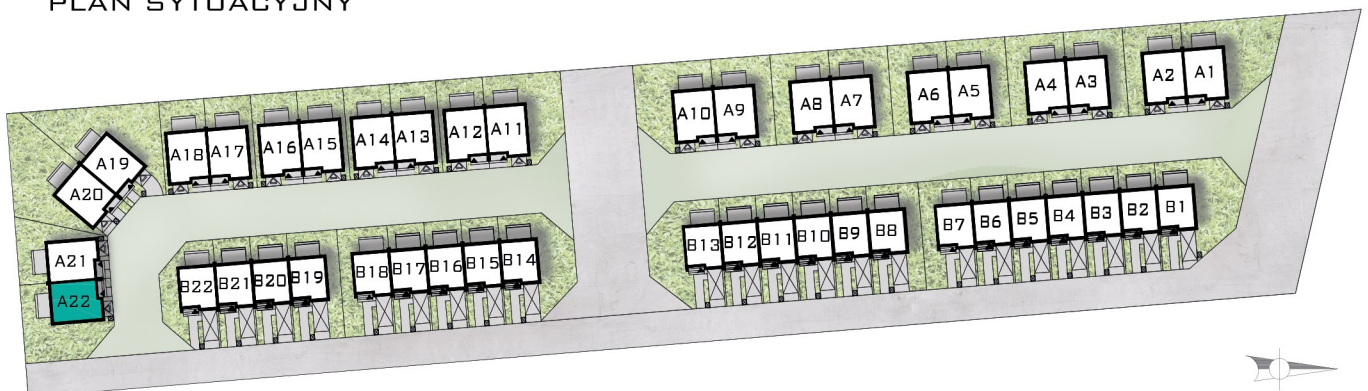 PLAN SYTUACYJNY
A10 A9 A8 A7 A6 A5 A4 A3 A2 A1
A18 A17 A16 A15 A14 A13 A12 A11
A19
A20
A21
A22
B13 B12 B11 B10 B9 B8 B7 B6 B5 B4 B3 B2 B1
B22 B21 B20 B19 B18 B17 B16 B15 B14